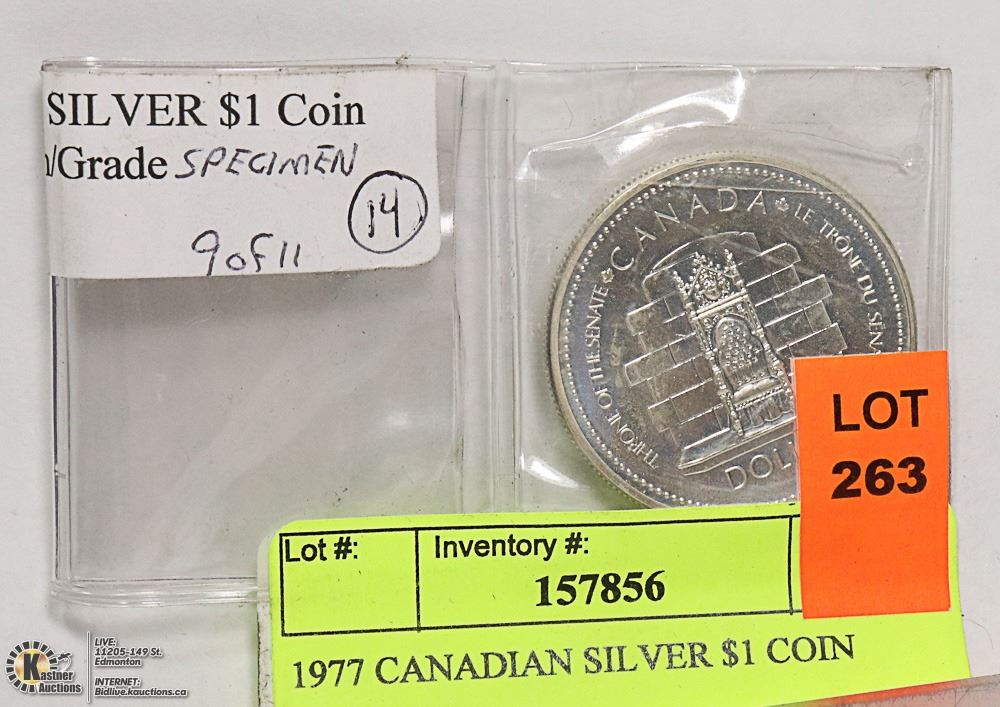 SILVER $1 Coin
/Grade SPECIMEN
14
9 of 11
CANADA
THRONE OF THE SENATE
LE TRÔNE DU SÉNA
DOL
LOT
263
Lot #:
Inventory #:
157856
1977 CANADIAN SILVER $1 COIN
K
Kastner
Auctions
LIVE:
11205-149 St.
Edmonton
INTERNET:
Bidlive.kauctions.ca